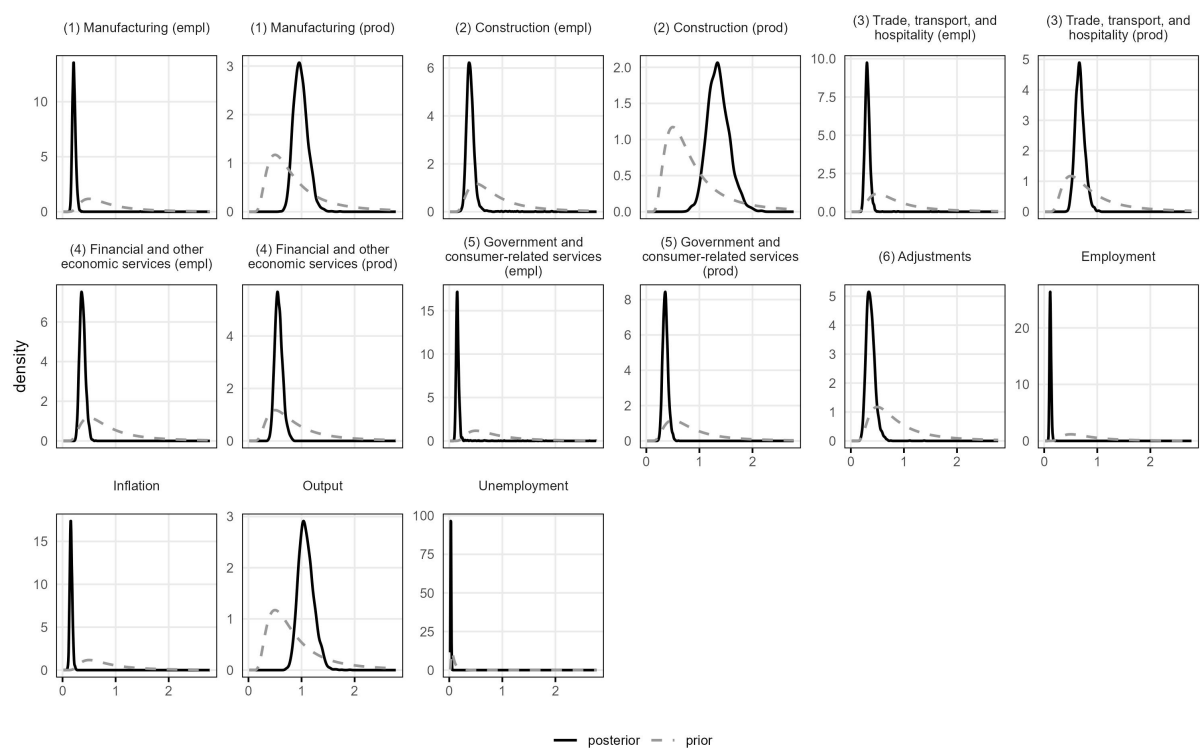 (1) Manufacturing (empl)
(1) Manufacturing (prod)
(2) Construction (empl)
(2) Construction (prod)
(3) Trade, transport, and
hospitality (empl)
(3) Trade, transport, and
hospitality (prod)
10
5
0
3
2
1
0
6
4
2
0
2.0
1.5
1.0
0.5
0.0
10.0
7.5
5.0
2.5
0.0
5
4
3
2
1
0
(4) Financial and other
economic services (empl)
(4) Financial and other
economic services (prod)
(5) Government and
consumer-related services
(empl)
(5) Government and
consumer-related services
(prod)
(6) Adjustments
Employment
density
6
4
2
0
4
2
0
15
10
5
0
8
6
4
2
0
0 1 2
5
4
3
2
1
0
0 1 2
20
10
0
0 1 2
Inflation
Output
Unemployment
15
10
5
0
0 1 2
3
2
1
0
0 1 2
100
75
50
25
0
0 1 2
posterior prior